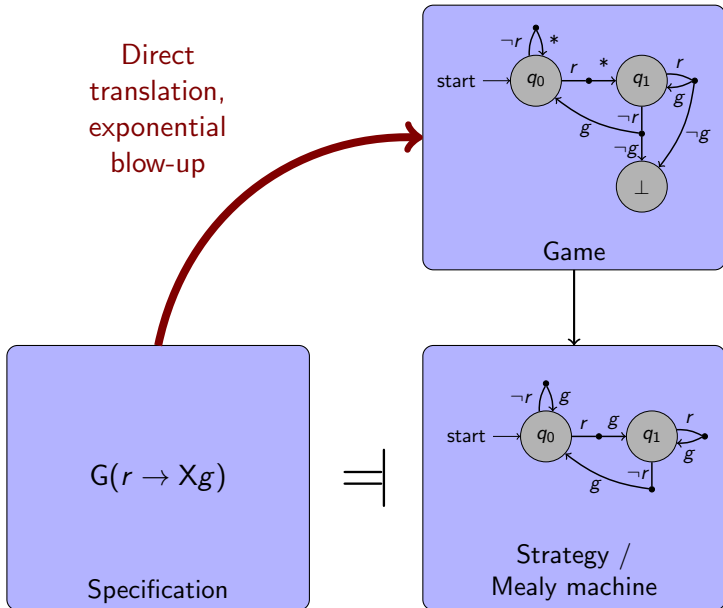 Direct
translation,
exponential
blow-up
¬r *
start q₀ r * q₁ r
g
¬r
g
¬g ¬g
⊥
Game
G(r → Xg)
Specification
=|
¬r g
start q₀ r g q₁ r
g
¬r
g
Strategy /
Mealy machine